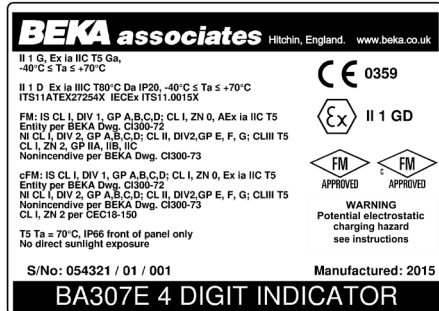 BEKA associates Hitchin, England. www.beka.co.uk
II 1 G, Ex ia IIC T5 Ga,
-40°C ≤ Ta ≤ +70°C
II 1 D Ex ia IIIC T80°C Da IP20, -40°C ≤ Ta ≤ +70°C
ITS11ATEX27254X IECEx ITS11.0015X
FM: IS CL I, DIV 1, GP A,B,C,D; CL I, ZN 0, AEx ia IIC T5
Entity per BEKA Dwg. CI300-72
NI CL I, DIV 2, GP A,B,C,D; CL II, DIV2,GP E, F, G; CLIII T5
CL I, ZN 2, GP IIA, IIB, IIC
Nonincendive per BEKA Dwg. CI300-73
cFM: IS CL I, DIV 1, GP A,B,C,D; CL I, ZN 0, Ex ia IIC T5
Entity per BEKA Dwg. CI300-72
NI CL I, DIV 2, GP A,B,C,D; CL II, DIV2,GP E, F, G; CLIII T5
Nonincendive per BEKA Dwg. CI300-73
CL I, ZN 2 per CEC18-150
T5 Ta = 70°C, IP66 front of panel only
No direct sunlight exposure
CE 0359
Ex II 1 GD
FM c FM
APPROVED APPROVED
WARNING
Potential electrostatic
charging hazard
see instructions
S/No: 054321 / 01 / 001 Manufactured: 2015
BA307E 4 DIGIT INDICATOR